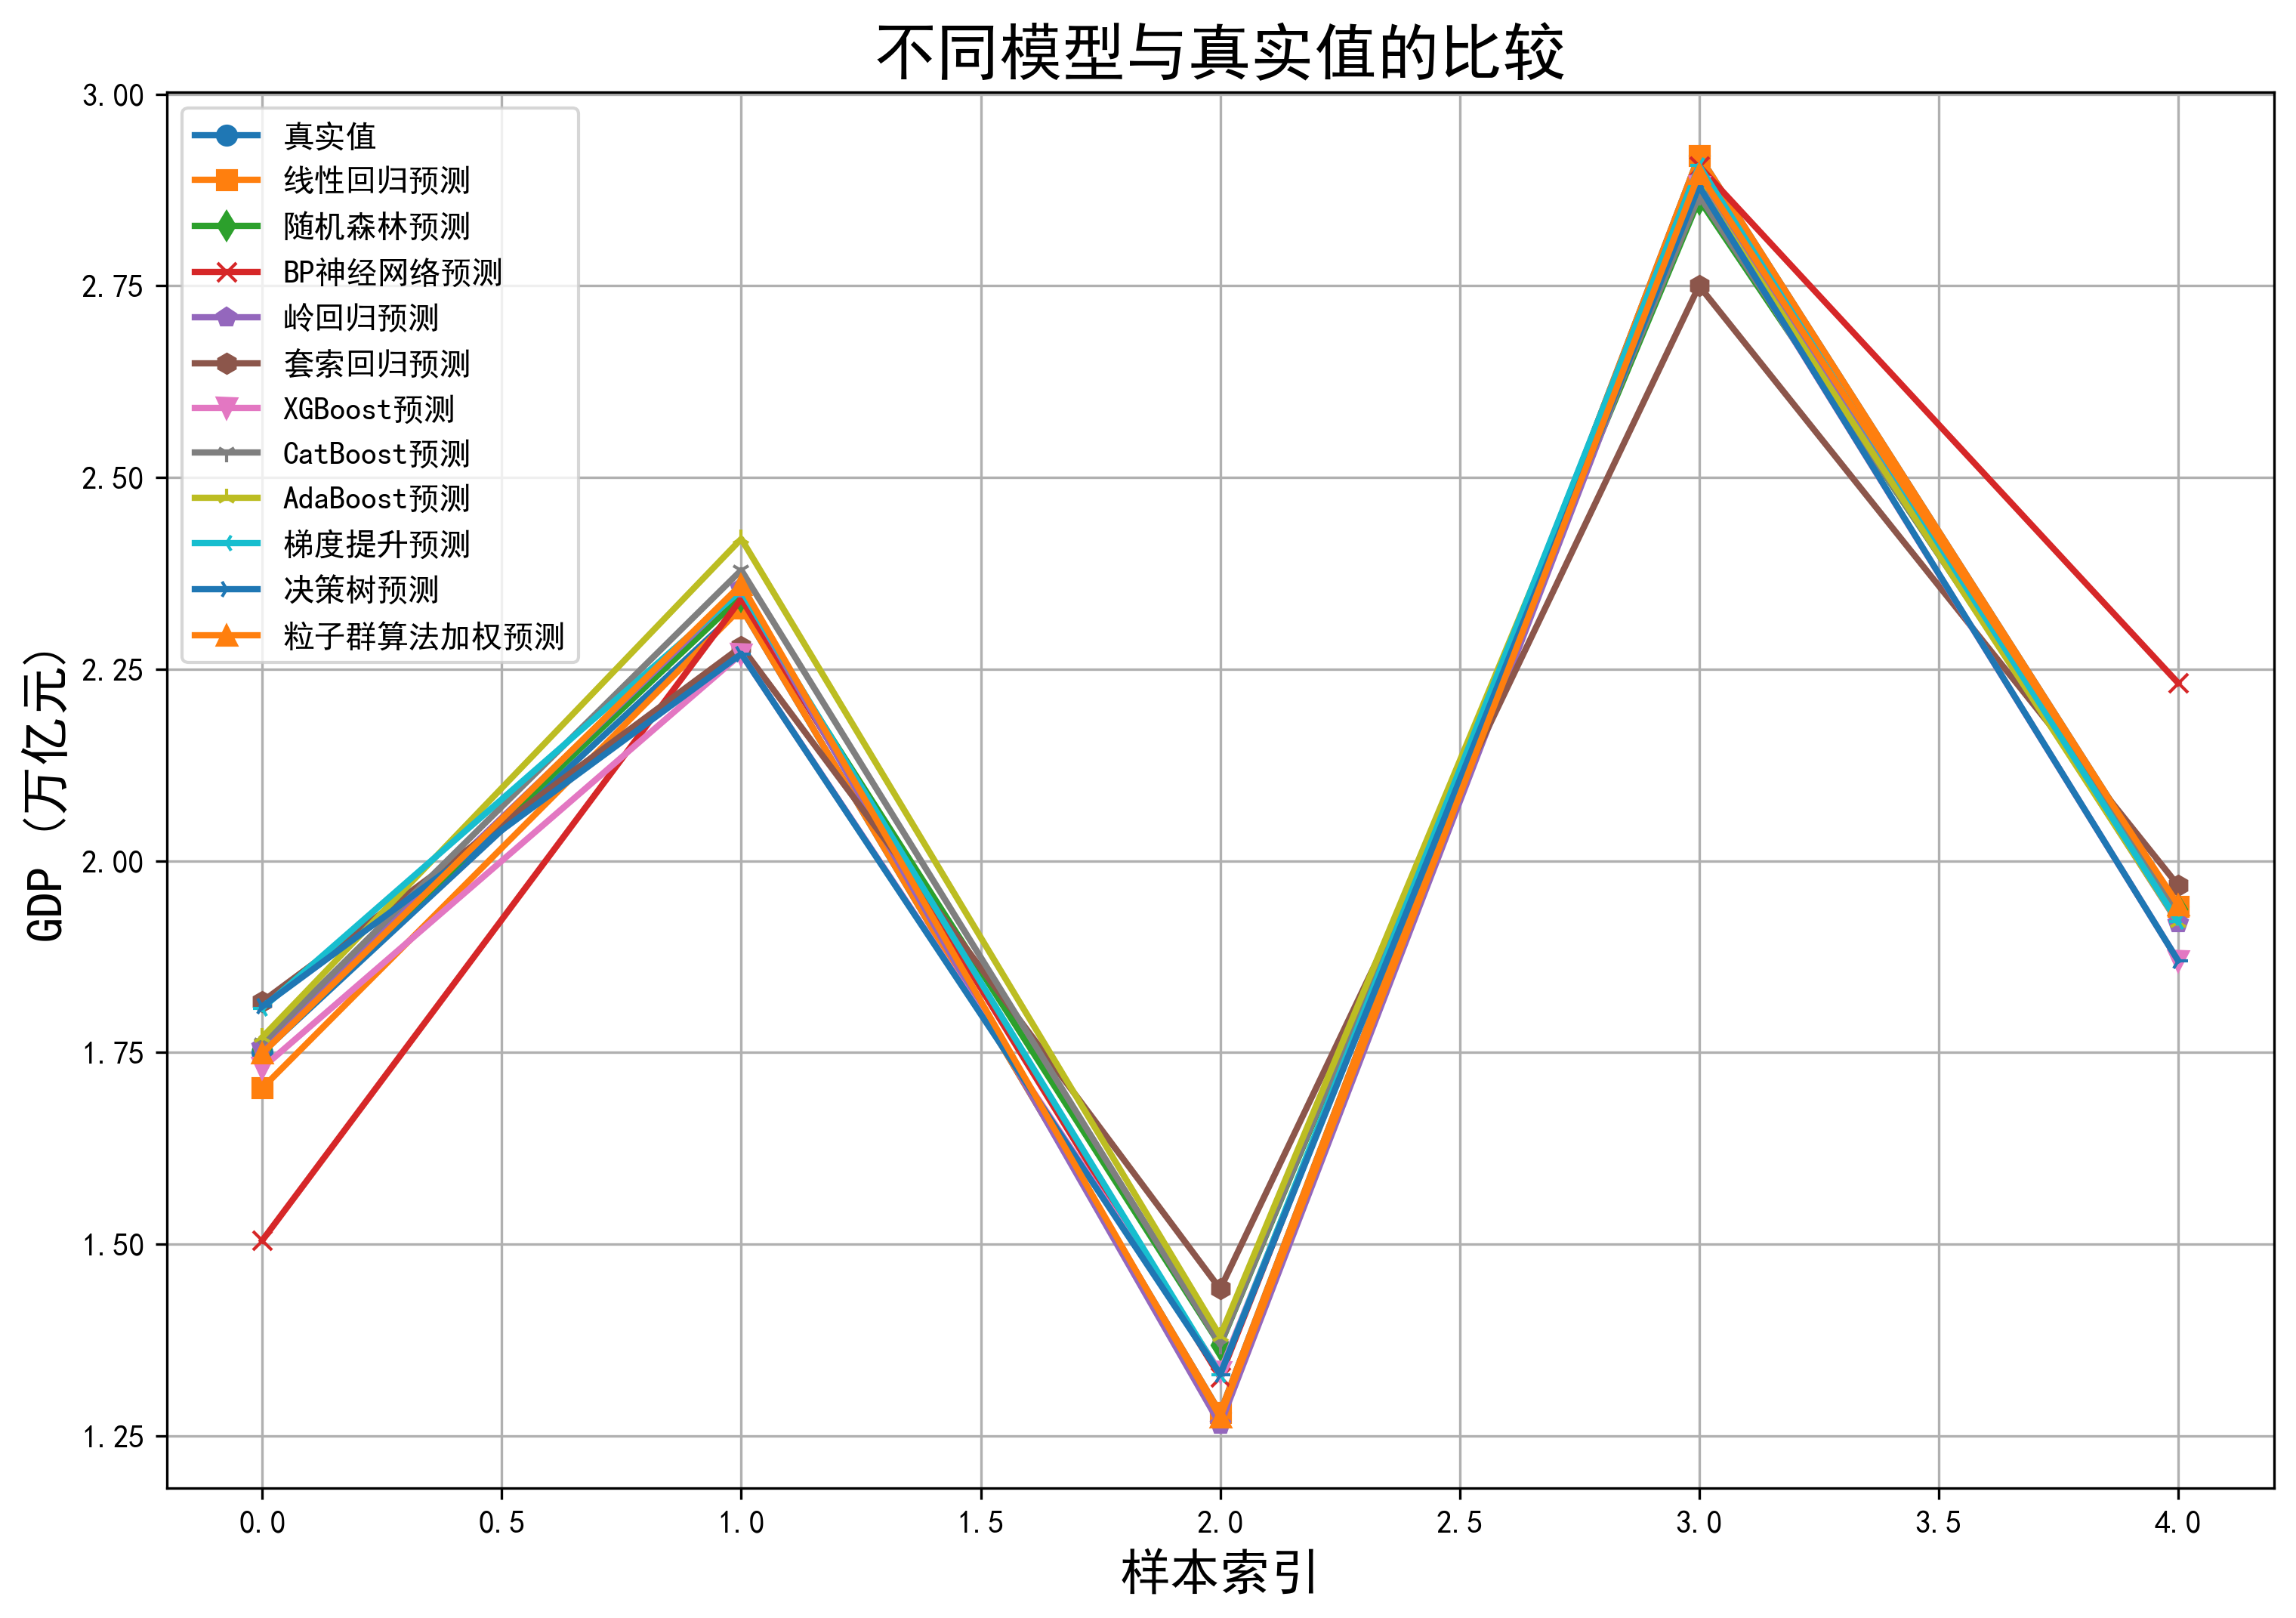 不同模型与真实值的比较
3.00
2.75
2.50
2.25
2.00
1.75
1.50
1.25
GDP (万亿元)
真实值
线性回归预测
随机森林预测
BP神经网络预测
岭回归预测
套索回归预测
XGBoost预测
CatBoost预测
AdaBoost预测
梯度提升预测
决策树预测
粒子群算法加权预测
0.0 0.5 1.0 1.5 2.0 2.5 3.0 3.5 4.0
样本索引